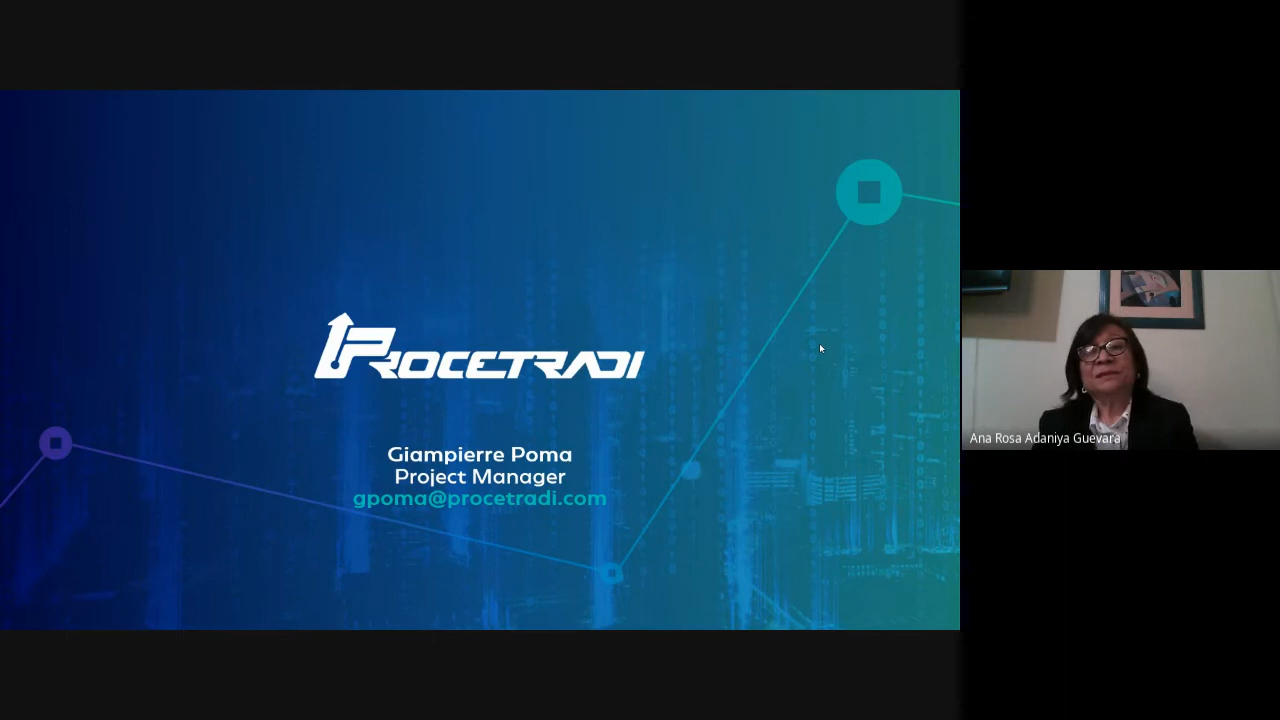 PROCETRADI
Giampierre Poma
Project Manager
gpoma@procetradi.com
Ana Rosa Adaniya Guevara